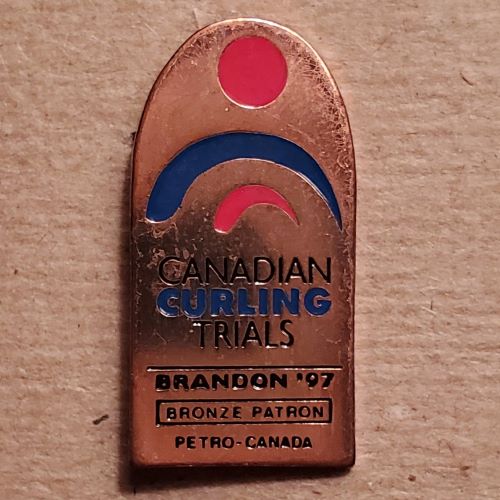 CANADIAN
CURLING
TRIALS
BRANDON '97
BRONZE PATRON
PETRO-CANADA